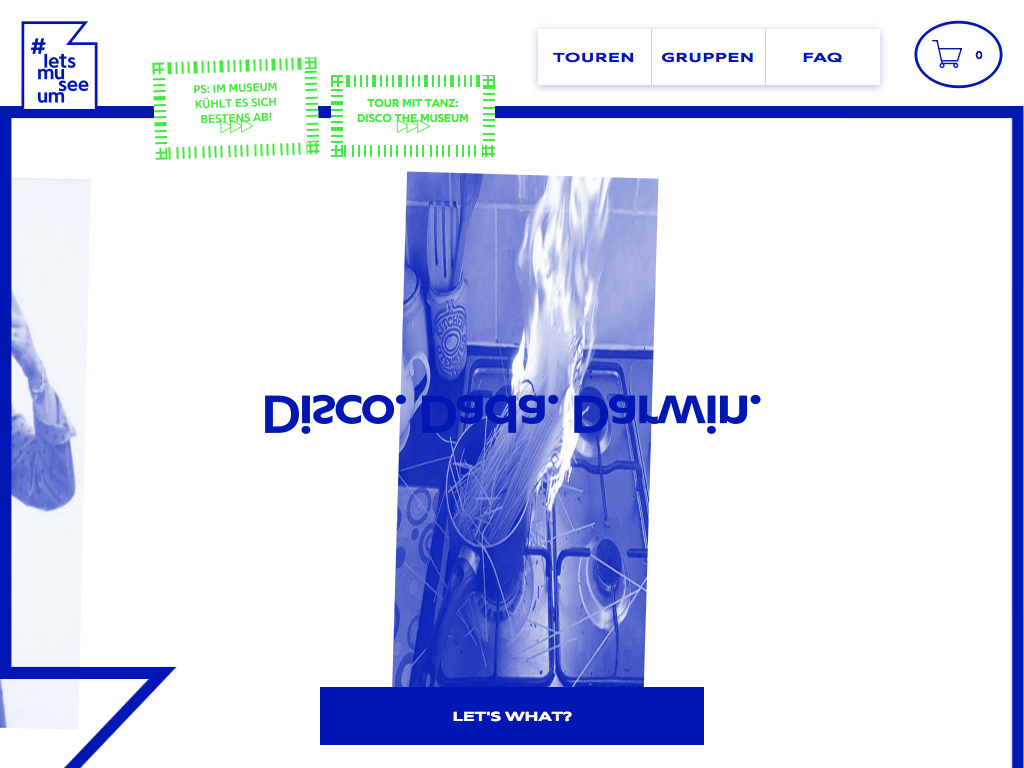 #
lets
mu
see
um
PS: IM MUSEUM
KÜHLT ES SICH
BESTENS AB!
TOUR MIT TANZ:
DISCO THE MUSEUM
TOUREN
GRUPPEN
FAQ
0
Disco. Dada. Darwin.
LET'S WHAT?